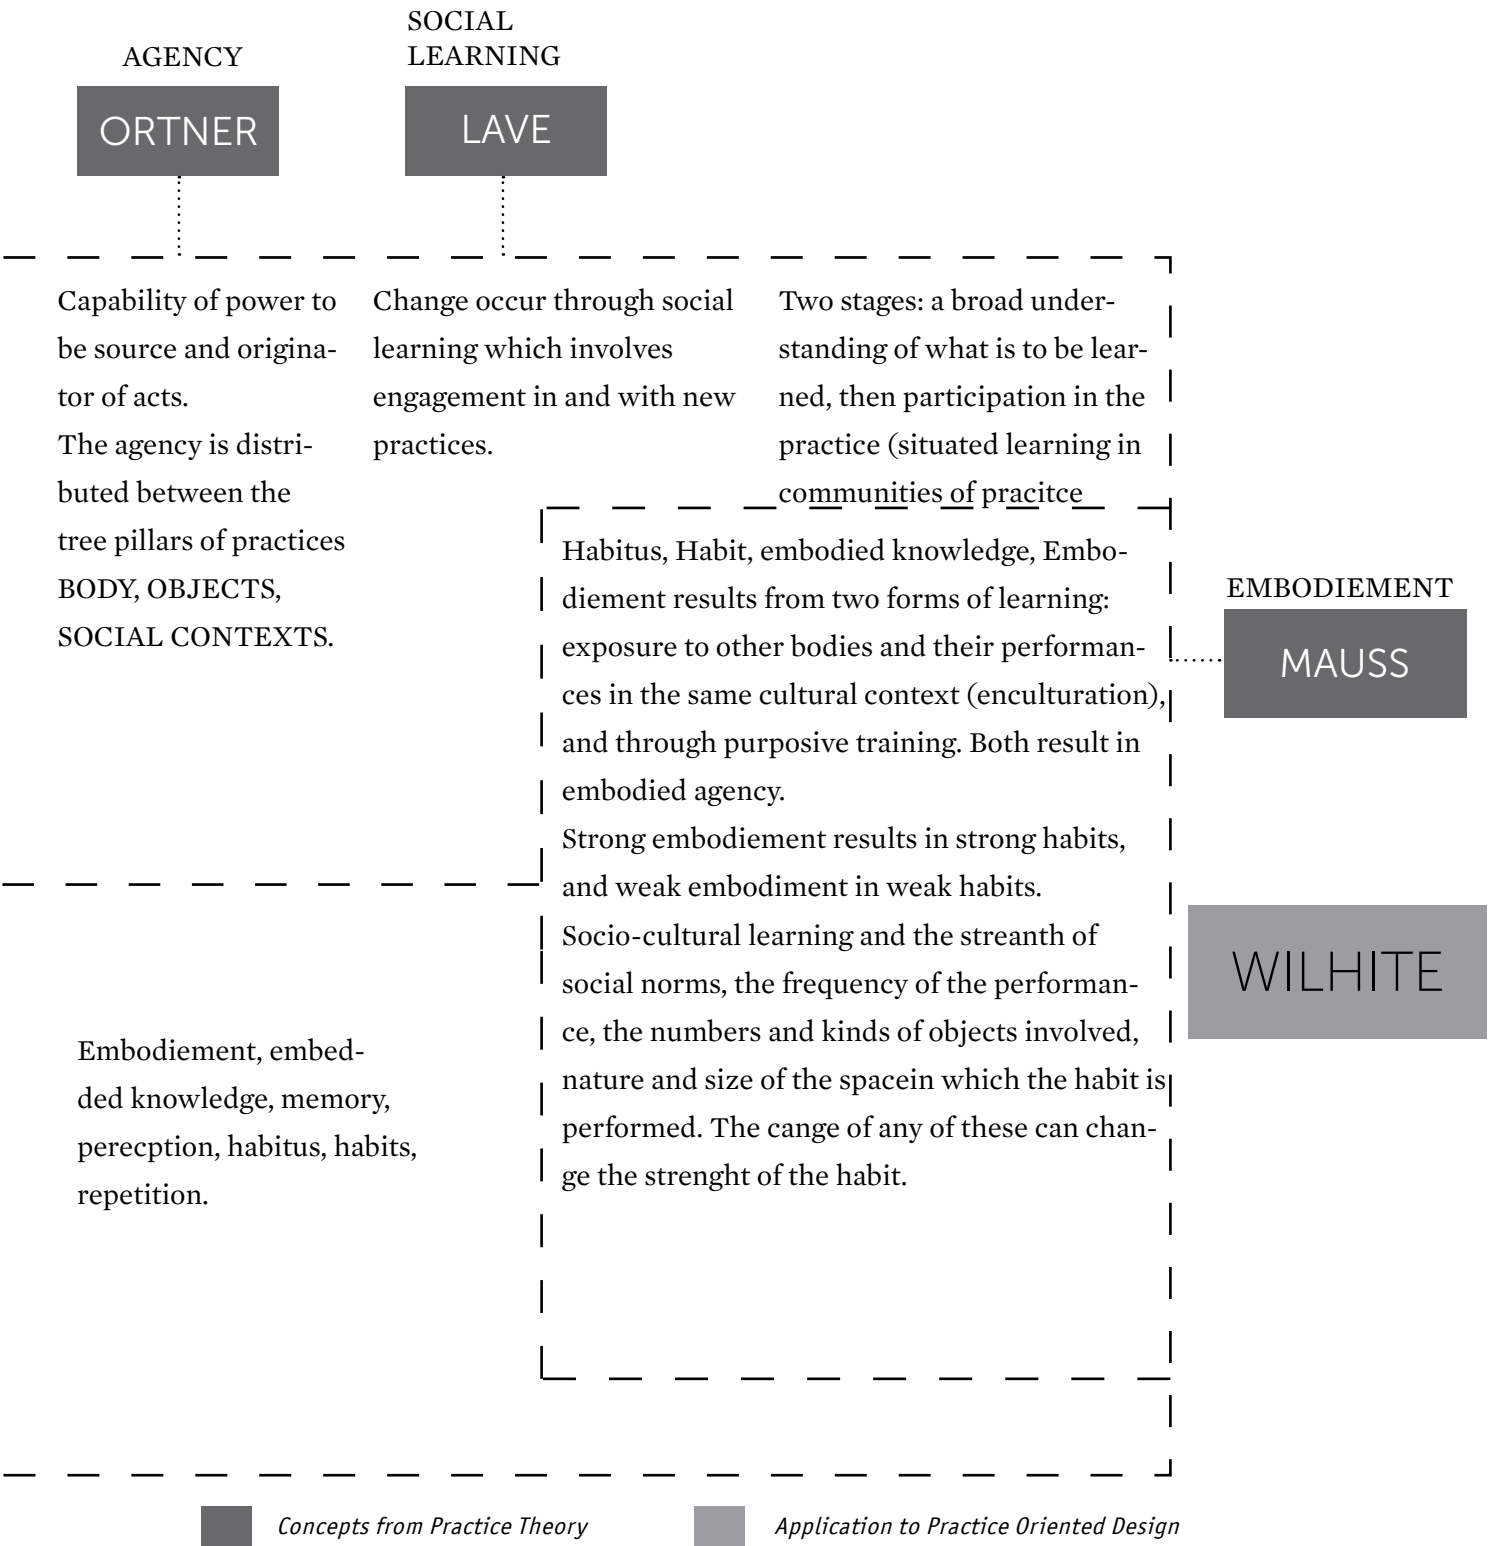 AGENCY
ORTNER
SOCIAL
LEARNING
LAVE
Capability of power to
be source and origina-
tor of acts.
The agency is distri-
buted between the
tree pillars of practices
BODY, OBJECTS,
SOCIAL CONTEXTS.
Change occur through social
learning which involves
engagement in and with new
practices.
Two stages: a broad under-
standing of what is to be lear-
ned, then participation in the
practice (situated learning in
communities of pracitce
Habitus, Habit, embodied knowledge, Embo-
diement results from two forms of learning:
exposure to other bodies and their performan-
ces in the same cultural context (enculturation),
and through purposive training. Both result in
embodied agency.
Strong embodiement results in strong habits,
and weak embodiment in weak habits.
Socio-cultural learning and the streanth of
social norms, the frequency of the performan-
ce, the numbers and kinds of objects involved,
nature and size of the spacein which the habit is
performed. The cange of any of these can chan-
ge the strenght of the habit.
EMBODIEMENT
MAUSS
WILHITE
Embodiement, embed-
ded knowledge, memory,
perecption, habitus, habits,
repetition.
Concepts from Practice Theory
Application to Practice Oriented Design